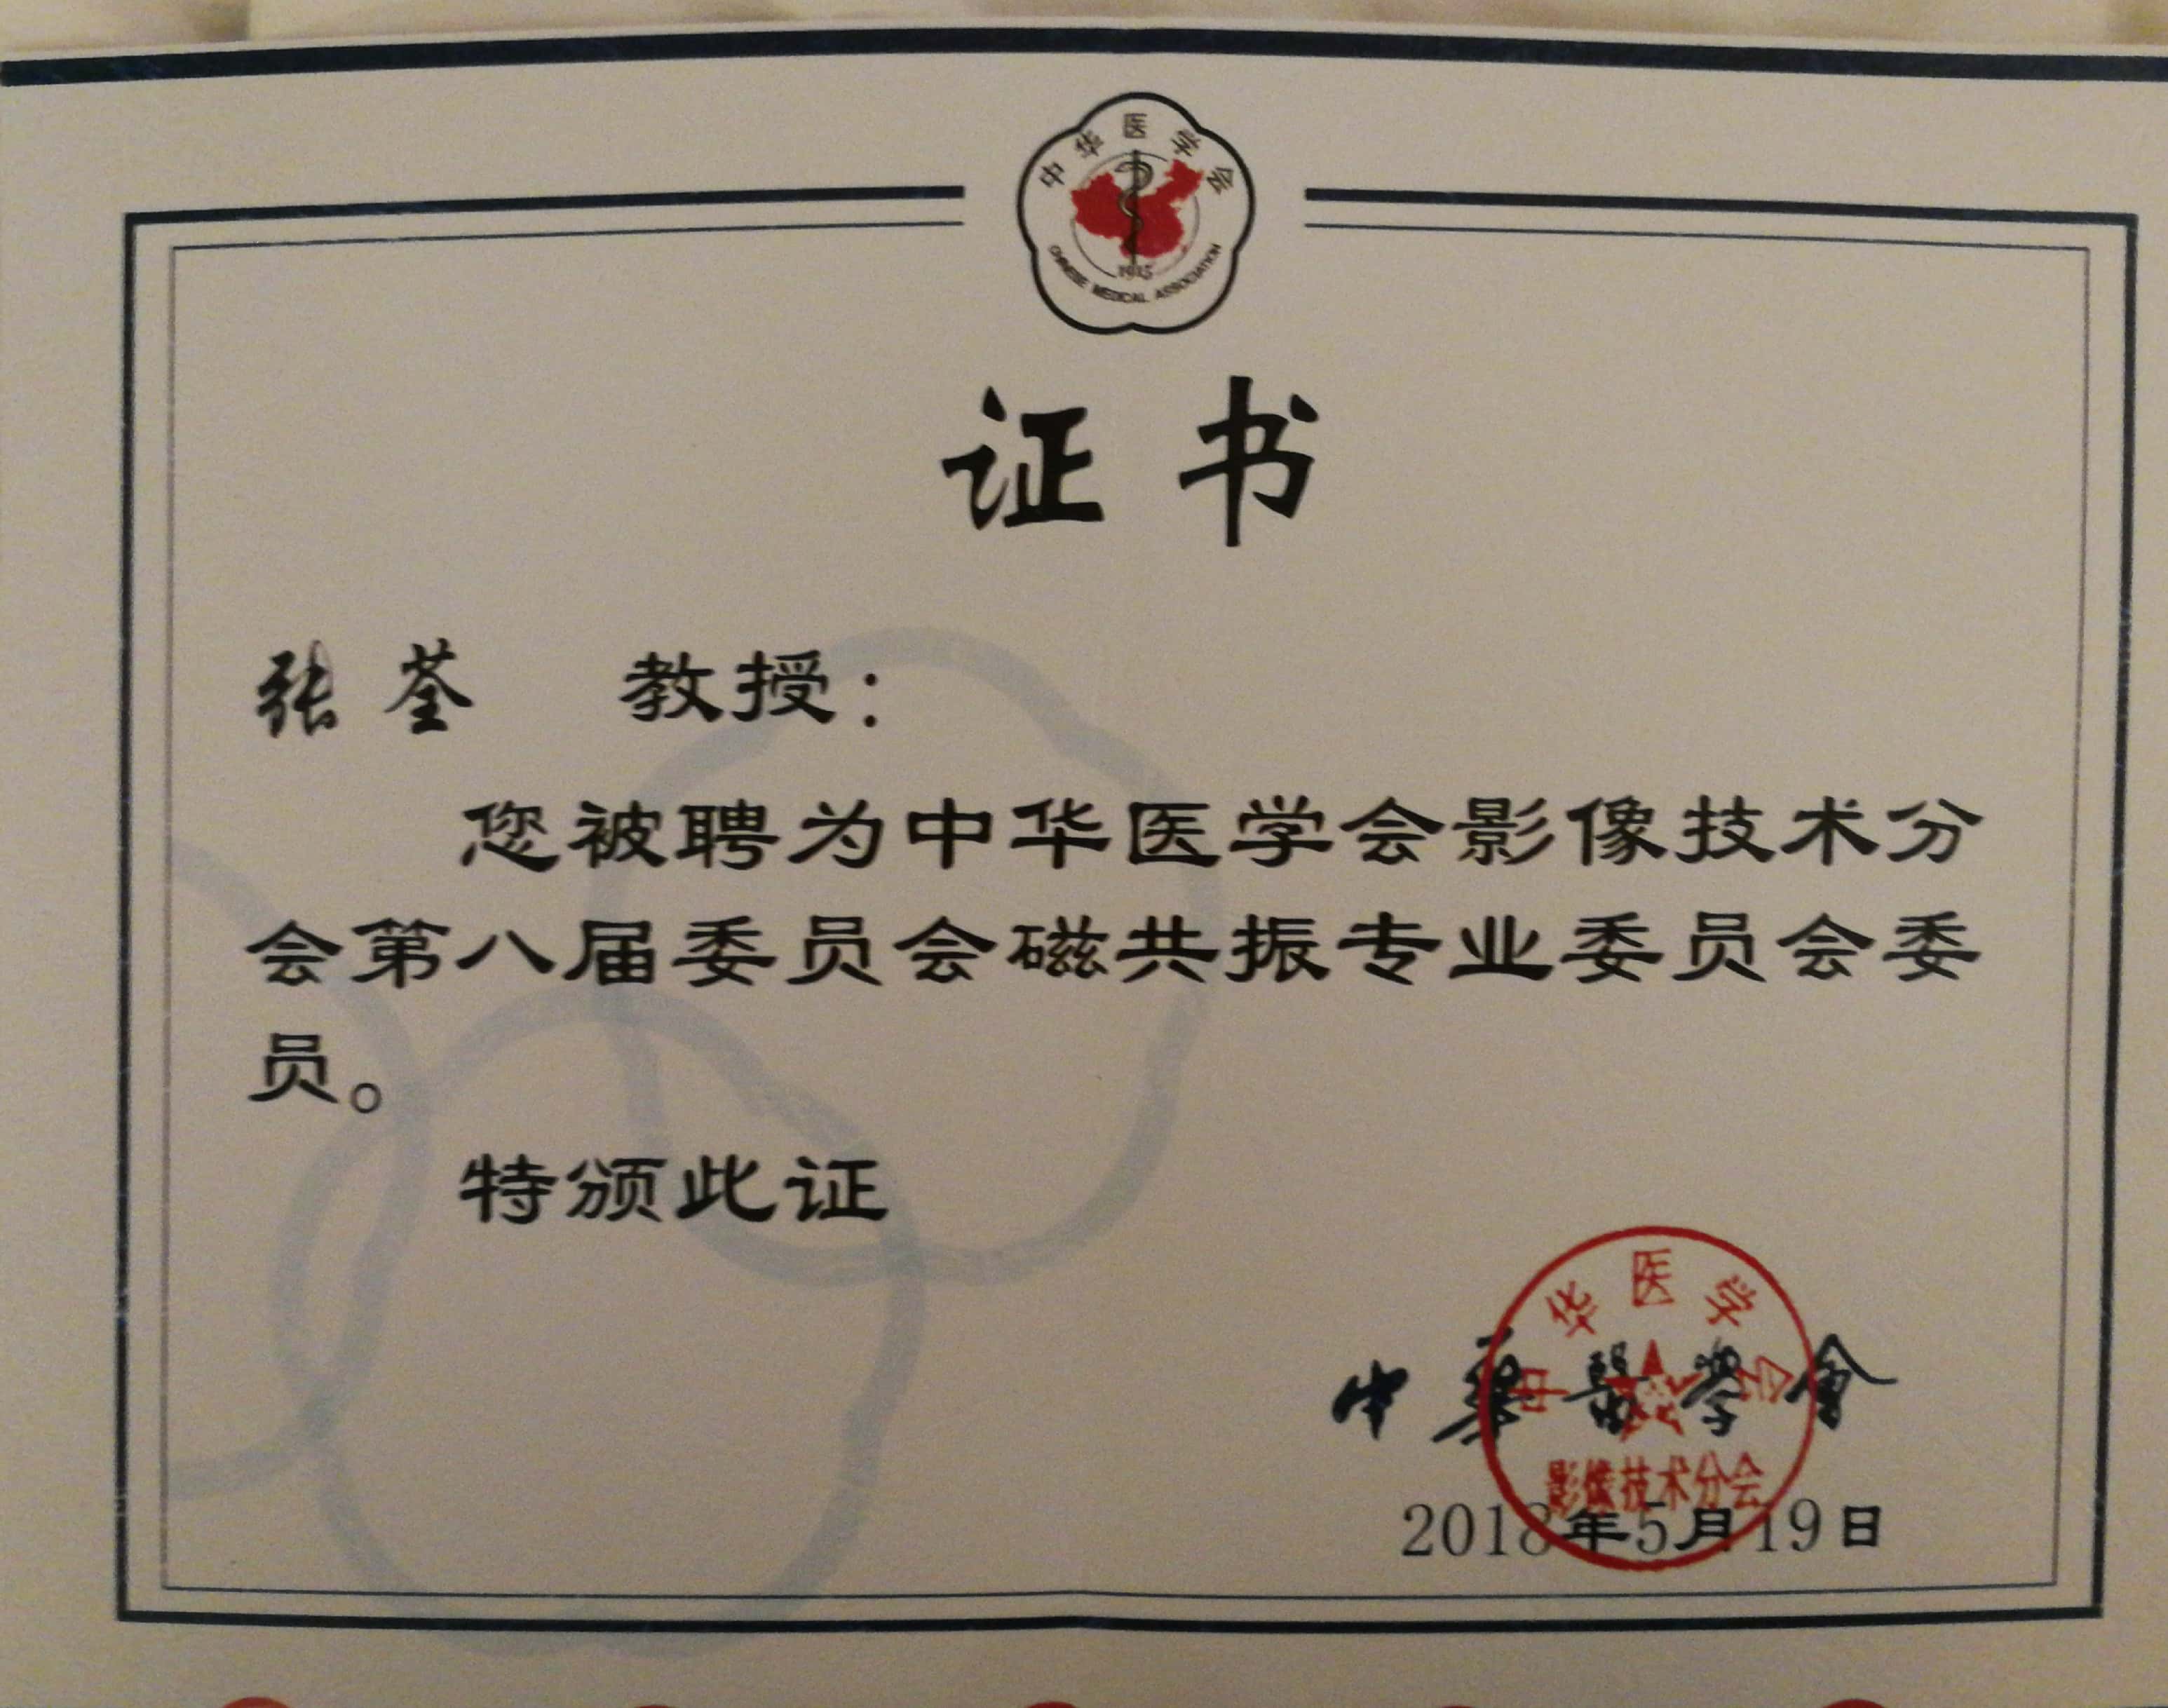 中华医学会
1915
CHINESE MEDICAL ASSOCIATION
证书
张荃 教授：
您被聘为中华医学会影像技术分
会第八届委员会磁共振专业委员会委
员。
特颁此证
中华医学会
中華醫學會
影像技术分会
2018年5月19日